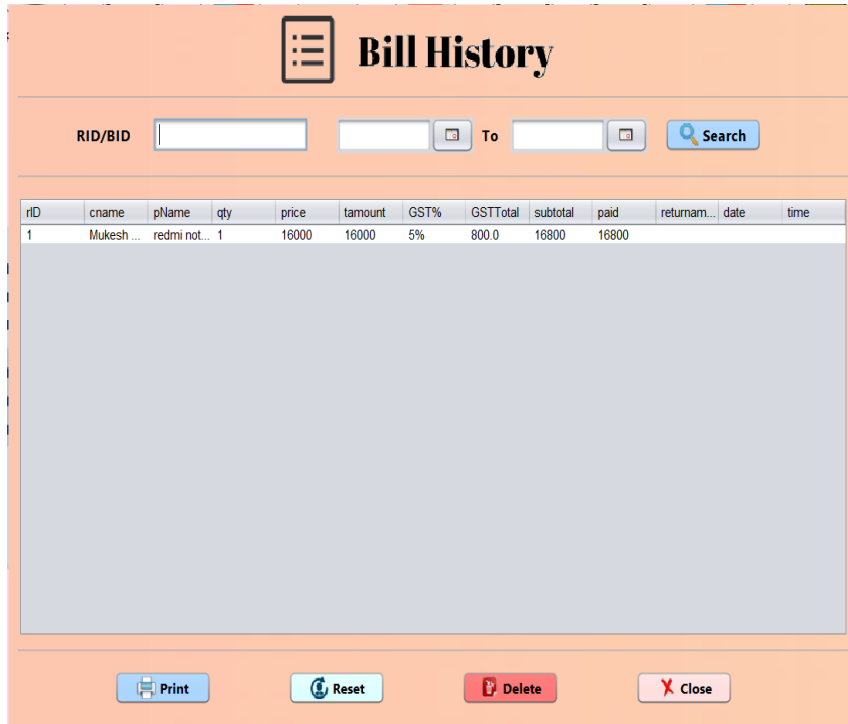 Bill History
RID/BID To Search
rID cname pName qty price tamount GST% GSTTotal subtotal paid returnam... date time
1 Mukesh ... redmi not... 1 16000 16000 5% 800.0 16800 16800
Print Reset Delete Close